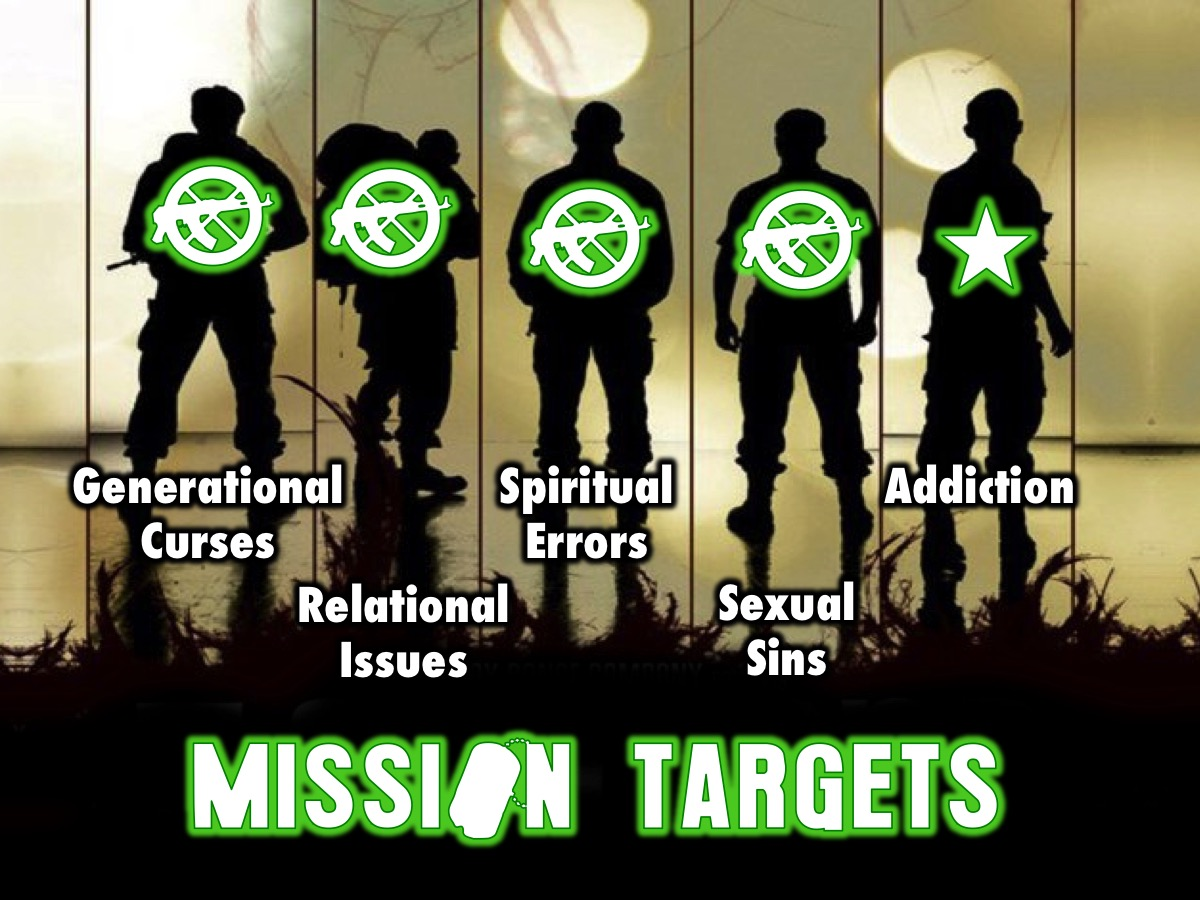 Generational
Curses
Relational
Issues
Spiritual
Errors
Sexual
Sins
Addiction
MISSION TARGETS